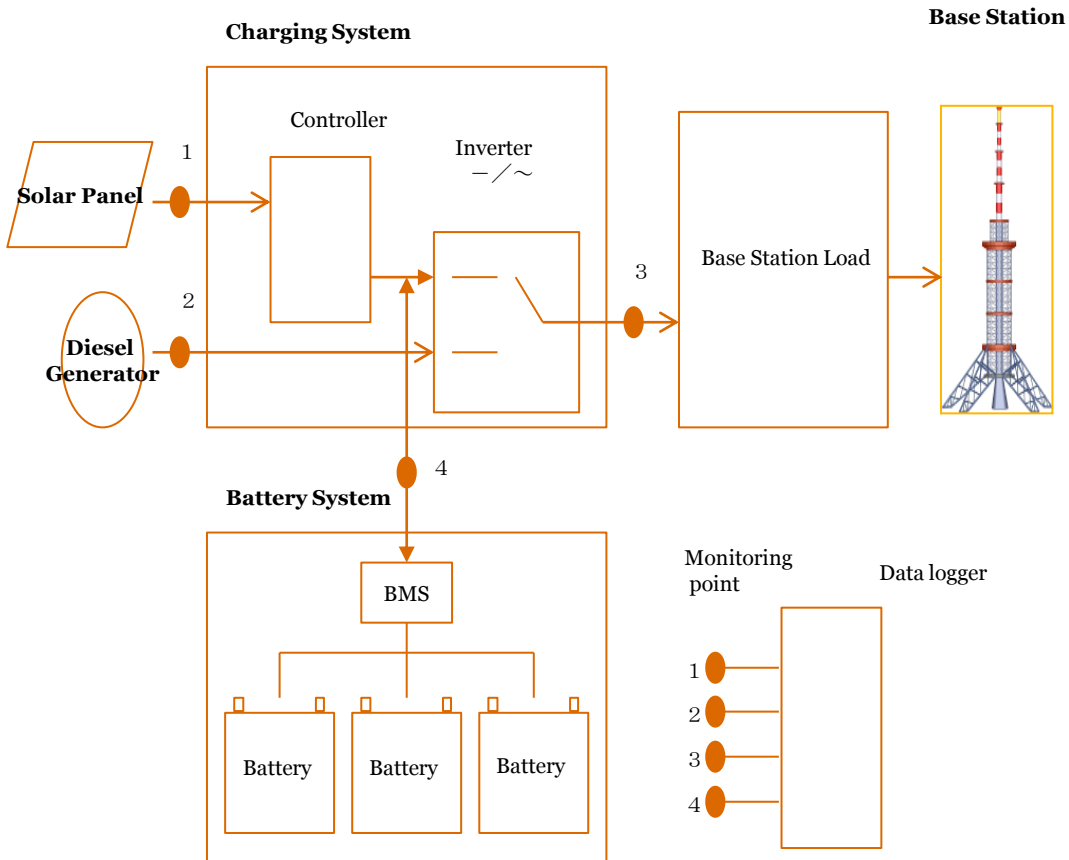 Base Station
Charging System
Controller
Inverter
－／～
1
Solar Panel
2
Diesel
Generator
3
Base Station Load
4
Battery System
BMS
Battery
Battery
Battery
Monitoring
point
Data logger
1
2
3
4